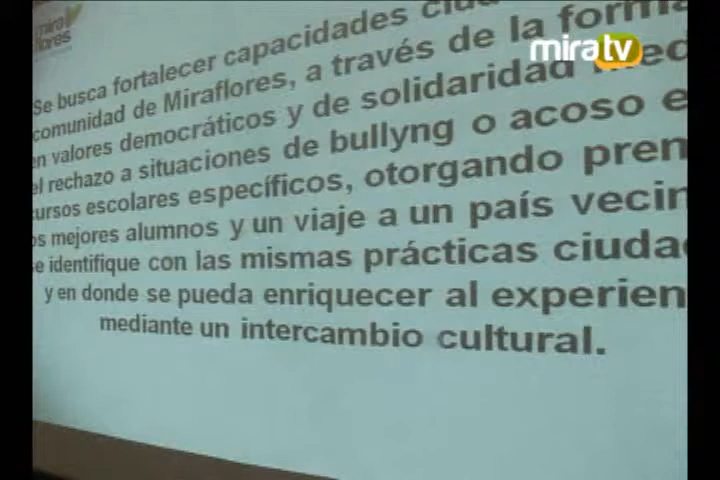 mira
flores
miratv
Se busca fortalecer capacidades
comunidad de Miraflores, a través de la
en valores democráticos y de solidaridad
el rechazo a situaciones de bullyng o acoso
cursos escolares específicos, otorgando
os mejores alumnos y un viaje a un país
e identifique con las mismas prácticas
y en donde se pueda enriquecer al
mediante un intercambio cultural.